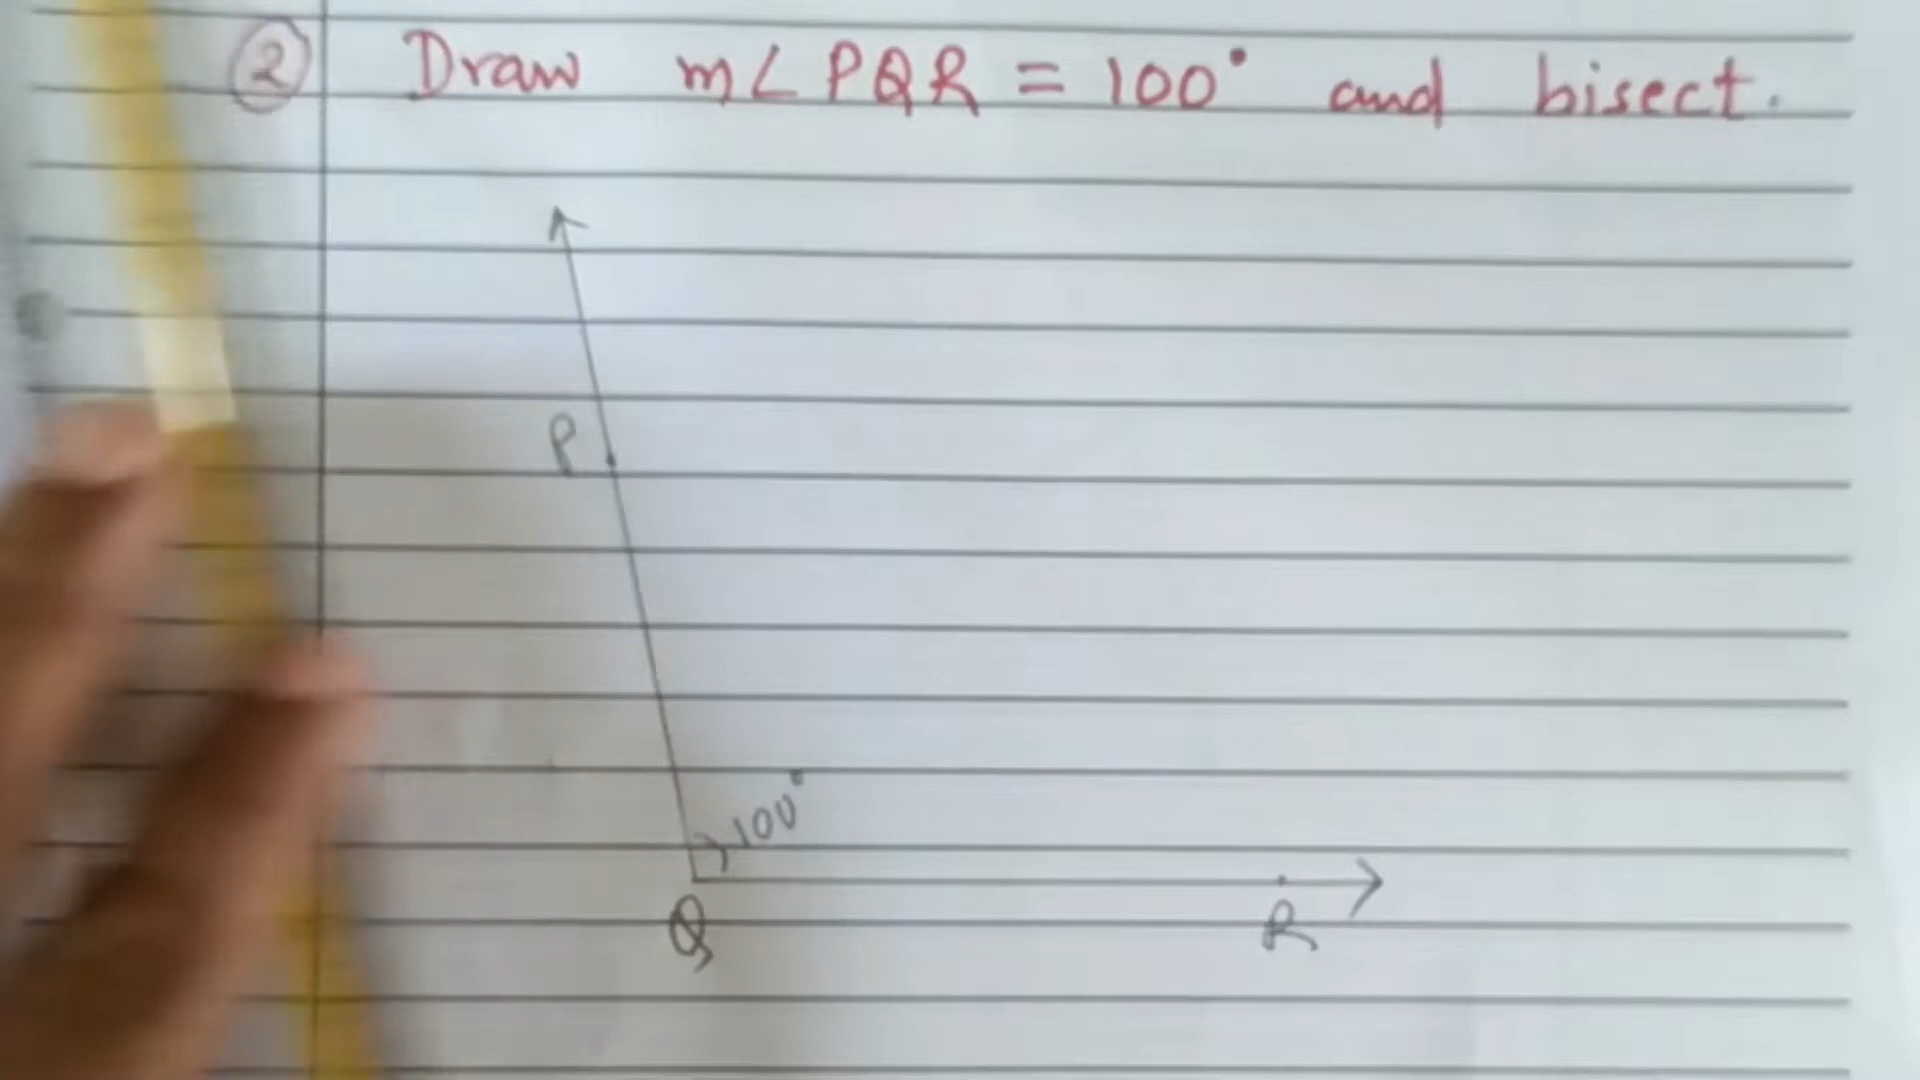 ② Draw m∠PQR = 100° and bisect.
P
100°
Q
R